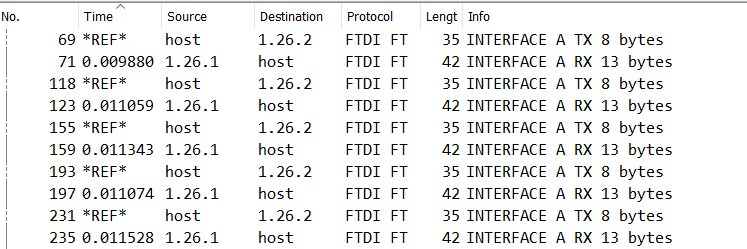 No. Time Source Destination Protocol Lengt Info
69 *REF* host 1.26.2 FTDI FT 35 INTERFACE A TX 8 bytes
71 0.009880 1.26.1 host FTDI FT 42 INTERFACE A RX 13 bytes
118 *REF* host 1.26.2 FTDI FT 35 INTERFACE A TX 8 bytes
123 0.011059 1.26.1 host FTDI FT 42 INTERFACE A RX 13 bytes
155 *REF* host 1.26.2 FTDI FT 35 INTERFACE A TX 8 bytes
159 0.011343 1.26.1 host FTDI FT 42 INTERFACE A RX 13 bytes
193 *REF* host 1.26.2 FTDI FT 35 INTERFACE A TX 8 bytes
197 0.011074 1.26.1 host FTDI FT 42 INTERFACE A RX 13 bytes
231 *REF* host 1.26.2 FTDI FT 35 INTERFACE A TX 8 bytes
235 0.011528 1.26.1 host FTDI FT 42 INTERFACE A RX 13 bytes